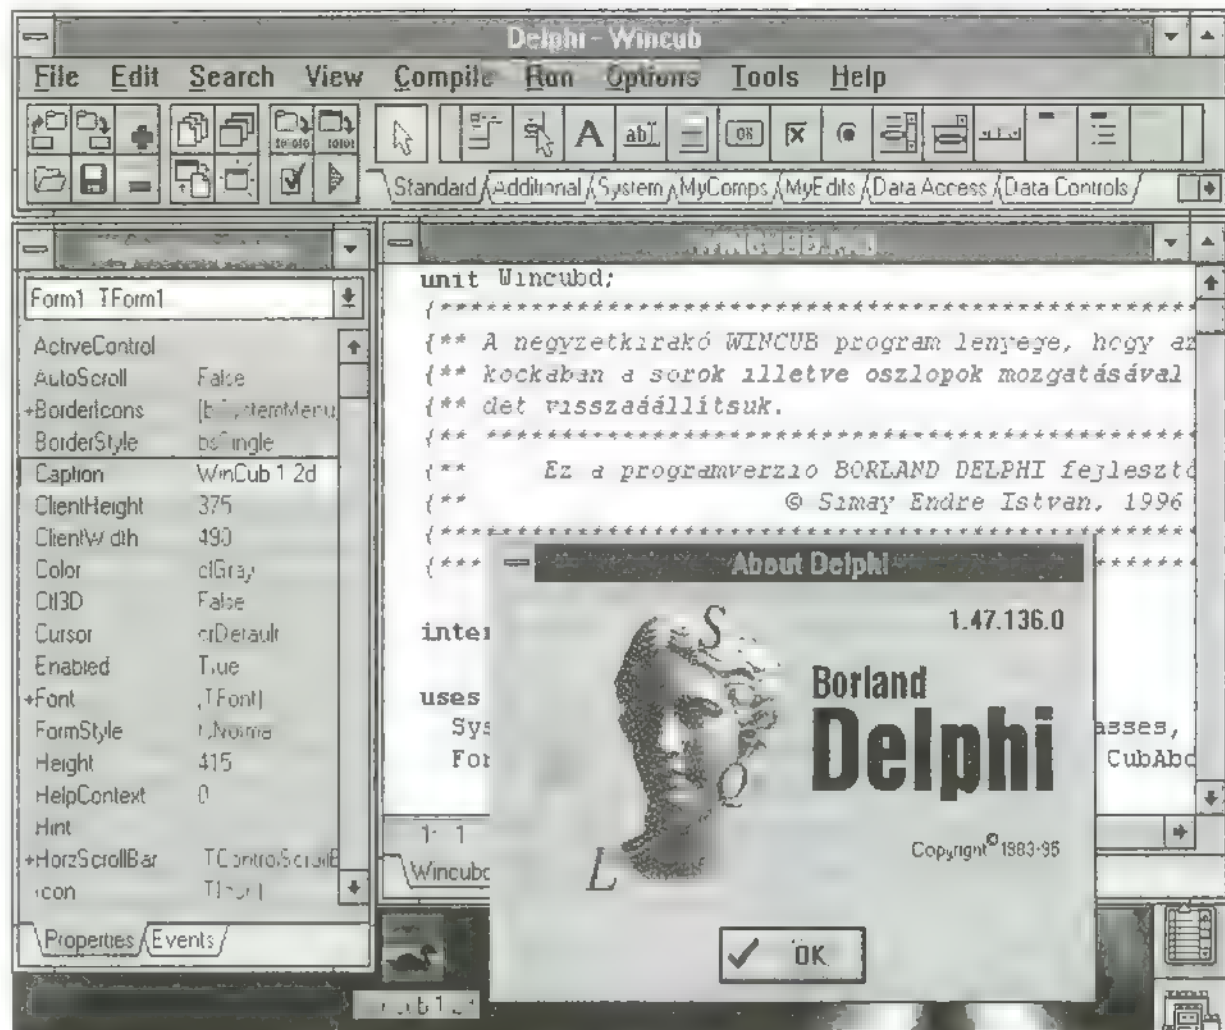 Delphi - Wincub
File Edit Search View Compile Run Options Tools Help
A ab OK
Standard Additional System MyComps MyEdits Data Access Data Controls
Form1 TForm1
ActiveControl
AutoScroll False
+BorderIcons
BorderStyle bsSingle
Caption WinCub 1 2d
ClientHeight 375
ClientWidth 490
Color clGray
Ctl3D False
Cursor crDefault
Enabled True
+Font TFont)
FormStyle
Height 415
HelpContext 0
Hint
+HorzScrollBar TControlScrollB
Icon
Properties Events
unit Wincubd;
{**************************************************
{** A negyzetkirakó WINCUB program lenyege, hogy az
{** kockaban a sorok illetve oszlopok mozgatásával
{** det visszaáállítsuk.
{** ***********************************************
{** Ez a programverzio BORLAND DELPHI fejlesztő
{** © Simay Endre Istvan, 1996
{**************************************************
{***
inter
uses
Sys asses,
For CubAbo
1: 1
Wincubd
About Delphi
1.47.136.0
S
Borland
Delphi
L
Copyright© 1983-95
OK